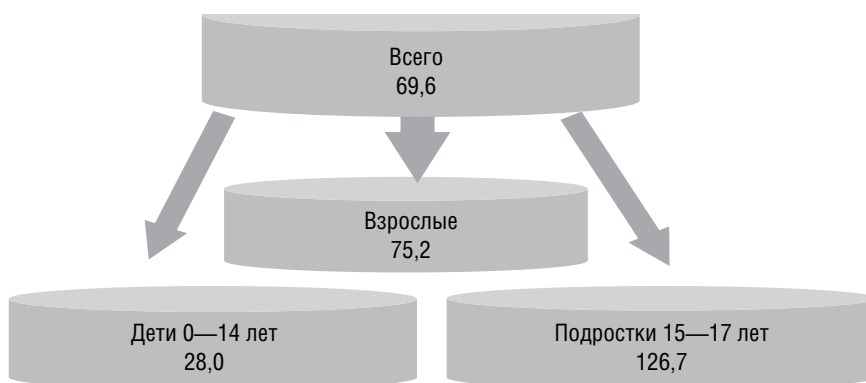 Всего
69,6
Взрослые
75,2
Дети 0—14 лет
28,0
Подростки 15—17 лет
126,7